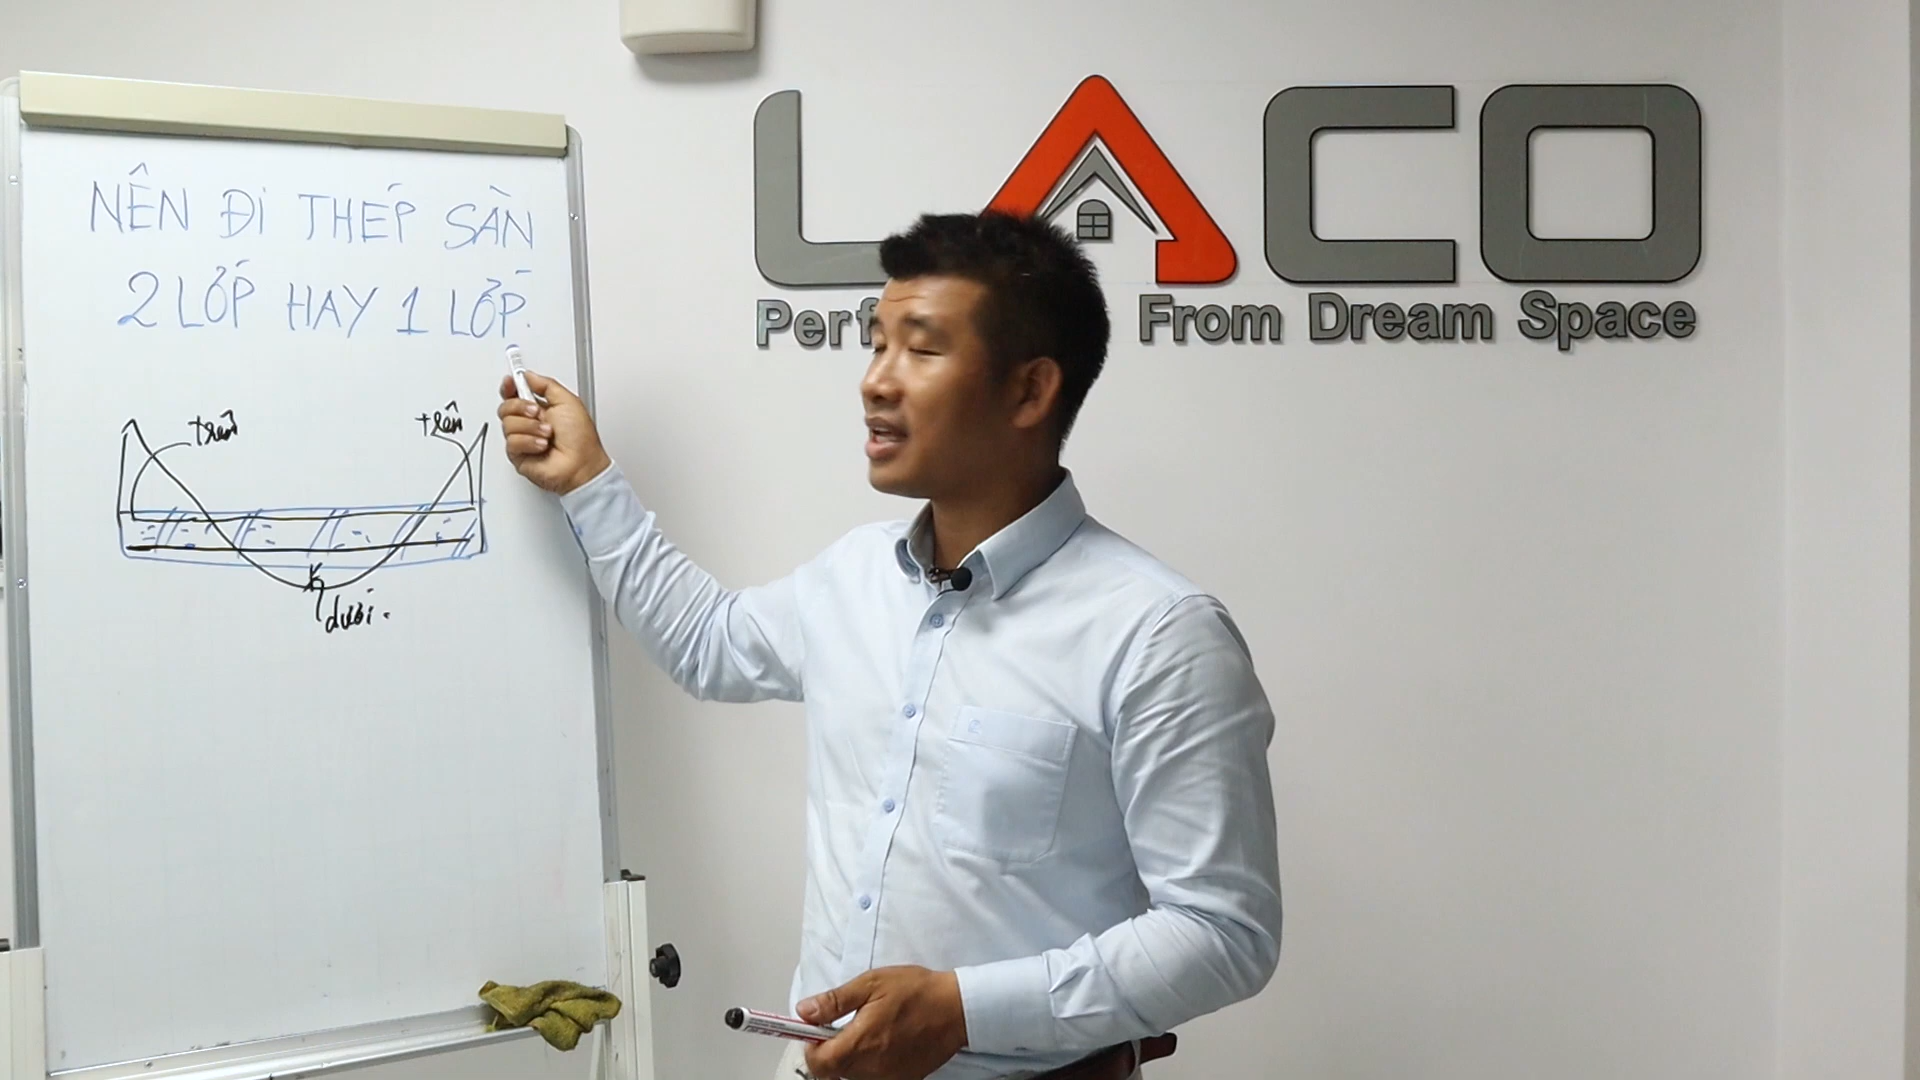 NÊN ĐI THÉP SÀN
2 LỚP HAY 1 LỚP.
trên
trên
dưới.
LACO
Perf From Dream Space